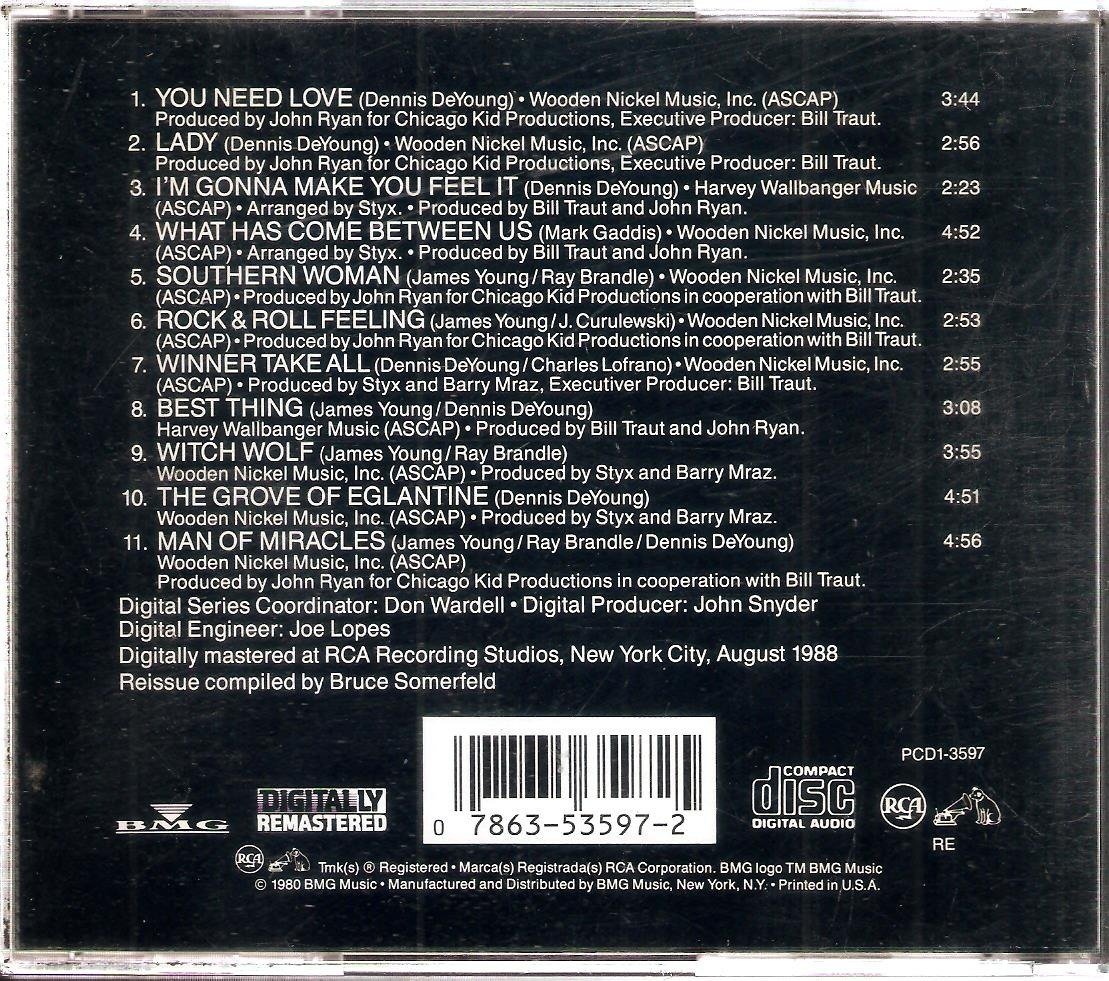 1. YOU NEED LOVE (Dennis DeYoung) • Wooden Nickel Music, Inc. (ASCAP) 3:44
Produced by John Ryan for Chicago Kid Productions, Executive Producer: Bill Traut.
2. LADY (Dennis DeYoung) • Wooden Nickel Music, Inc. (ASCAP) 2:56
Produced by John Ryan for Chicago Kid Productions, Executive Producer: Bill Traut.
3. I'M GONNA MAKE YOU FEEL IT (Dennis DeYoung) • Harvey Wallbanger Music 2:23
(ASCAP) • Arranged by Styx. • Produced by Bill Traut and John Ryan.
4. WHAT HAS COME BETWEEN US (Mark Gaddis) • Wooden Nickel Music, Inc. 4:52
(ASCAP) • Arranged by Styx. • Produced by Bill Traut and John Ryan.
5. SOUTHERN WOMAN (James Young/Ray Brandle) • Wooden Nickel Music, Inc. 2:35
(ASCAP) • Produced by John Ryan for Chicago Kid Productions in cooperation with Bill Traut.
6. ROCK & ROLL FEELING (James Young/J. Curulewski) • Wooden Nickel Music, Inc. 2:53
(ASCAP) • Produced by John Ryan for Chicago Kid Productions in cooperation with Bill Traut.
7. WINNER TAKE ALL (Dennis DeYoung/Charles Lofrano) • Wooden Nickel Music, Inc. 2:55
(ASCAP) • Produced by Styx and Barry Mraz, Executiver Producer: Bill Traut.
8. BEST THING (James Young/Dennis DeYoung) 3:08
Harvey Wallbanger Music (ASCAP) • Produced by Bill Traut and John Ryan.
9. WITCH WOLF (James Young/Ray Brandle) 3:55
Wooden Nickel Music, Inc. (ASCAP) • Produced by Styx and Barry Mraz.
10. THE GROVE OF EGLANTINE (Dennis DeYoung) 4:51
Wooden Nickel Music, Inc. (ASCAP) • Produced by Styx and Barry Mraz.
11. MAN OF MIRACLES (James Young/Ray Brandle/Dennis DeYoung) 4:56
Wooden Nickel Music, Inc. (ASCAP)
Produced by John Ryan for Chicago Kid Productions in cooperation with Bill Traut.
Digital Series Coordinator: Don Wardell • Digital Producer: John Snyder
Digital Engineer: Joe Lopes
Digitally mastered at RCA Recording Studios, New York City, August 1988
Reissue compiled by Bruce Somerfeld
BMG
DIGITALLY
REMASTERED
0 7863-53597-2
COMPACT
disc
DIGITAL AUDIO
PCD1-3597
RCA
RE
RCA Tmk(s) ® Registered • Marca(s) Registrada(s) RCA Corporation. BMG logo TM BMG Music
© 1980 BMG Music • Manufactured and Distributed by BMG Music, New York, N.Y. • Printed in U.S.A.